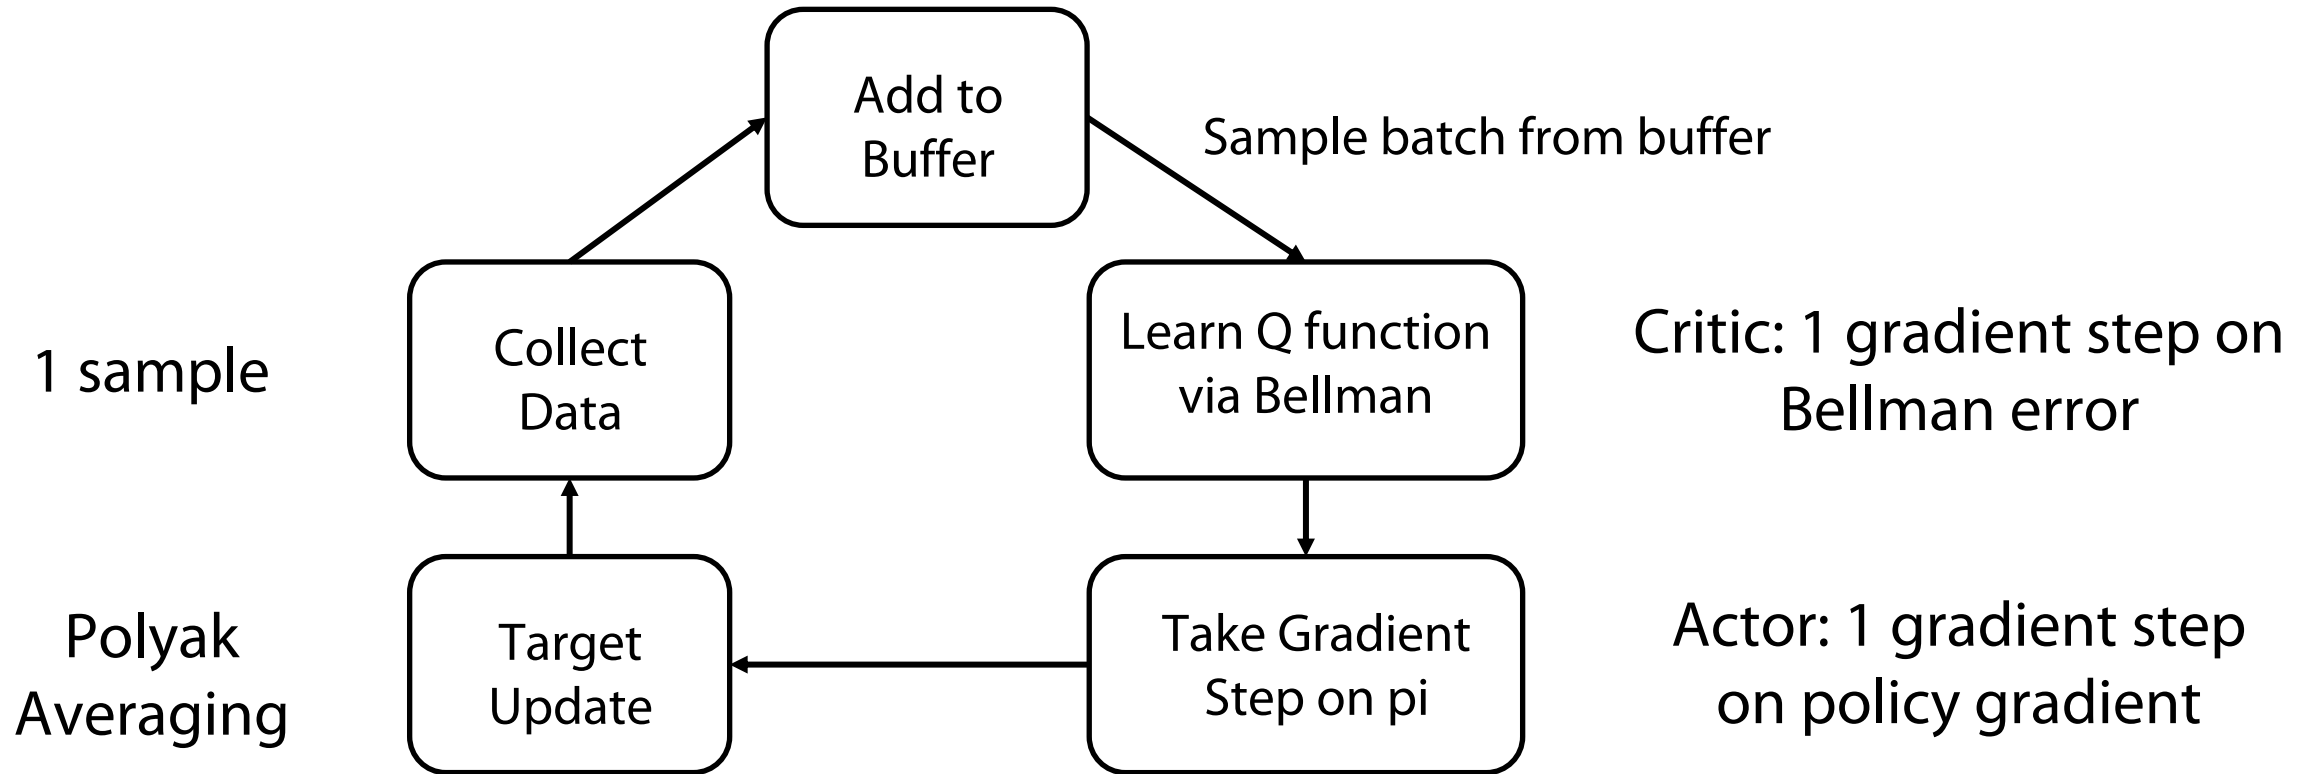 Add to
Buffer
Sample batch from buffer
1 sample
Collect
Data
Learn Q function
via Bellman
Critic: 1 gradient step on
Bellman error
Polyak
Averaging
Target
Update
Take Gradient
Step on pi
Actor: 1 gradient step
on policy gradient